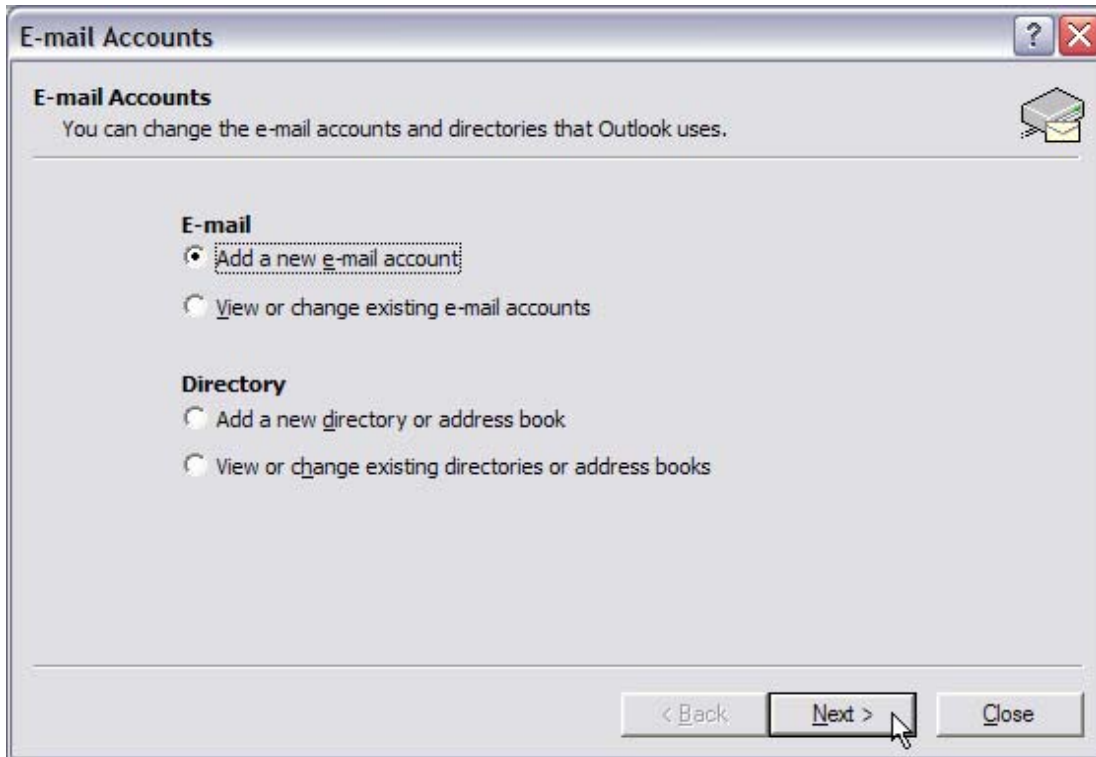 E-mail Accounts
?
E-mail Accounts
You can change the e-mail accounts and directories that Outlook uses.
E-mail
Add a new e-mail account
View or change existing e-mail accounts
Directory
Add a new directory or address book
View or change existing directories or address books
< Back
Next >
Close